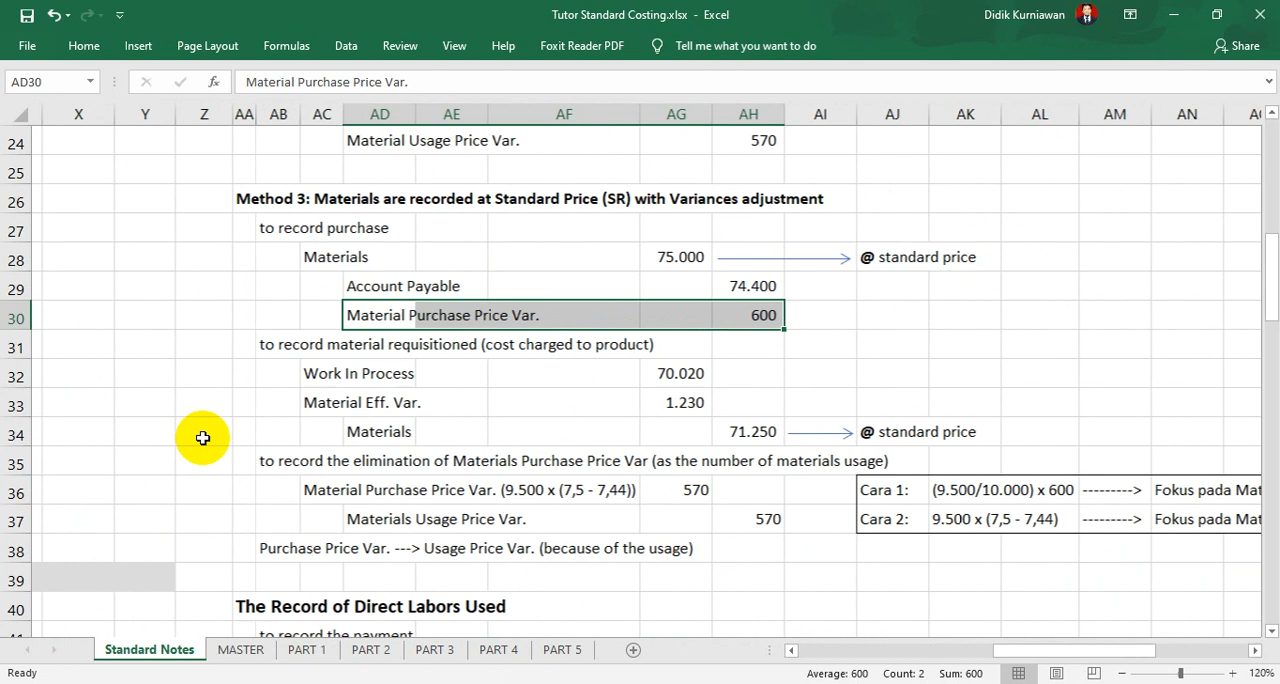 Tutor Standard Costing.xlsx - Excel
Didik Kurniawan
File Home Insert Page Layout Formulas Data Review View Help Foxit Reader PDF Tell me what you want to do Share
AD30 fx Material Purchase Price Var.
X Y Z AA AB AC AD AE AF AG AH AI AJ AK AL AM AN
24 Material Usage Price Var. 570
25
26 Method 3: Materials are recorded at Standard Price (SR) with Variances adjustment
27 to record purchase
28 Materials 75.000 @ standard price
29 Account Payable 74.400
30 Material Purchase Price Var. 600
31 to record material requisitioned (cost charged to product)
32 Work In Process 70.020
33 Material Eff. Var. 1.230
34 Materials 71.250 @ standard price
35 to record the elimination of Materials Purchase Price Var (as the number of materials usage)
36 Material Purchase Price Var. (9.500 x (7,5 - 7,44)) 570 Cara 1: (9.500/10.000) x 600 ---------> Fokus pada Mat
37 Materials Usage Price Var. 570 Cara 2: 9.500 x (7,5 - 7,44) ---------> Fokus pada Mat
38 Purchase Price Var. ---> Usage Price Var. (because of the usage)
39
40 The Record of Direct Labors Used
to record the payment
Standard Notes MASTER PART 1 PART 2 PART 3 PART 4 PART 5
Ready Average: 600 Count: 2 Sum: 600 120%